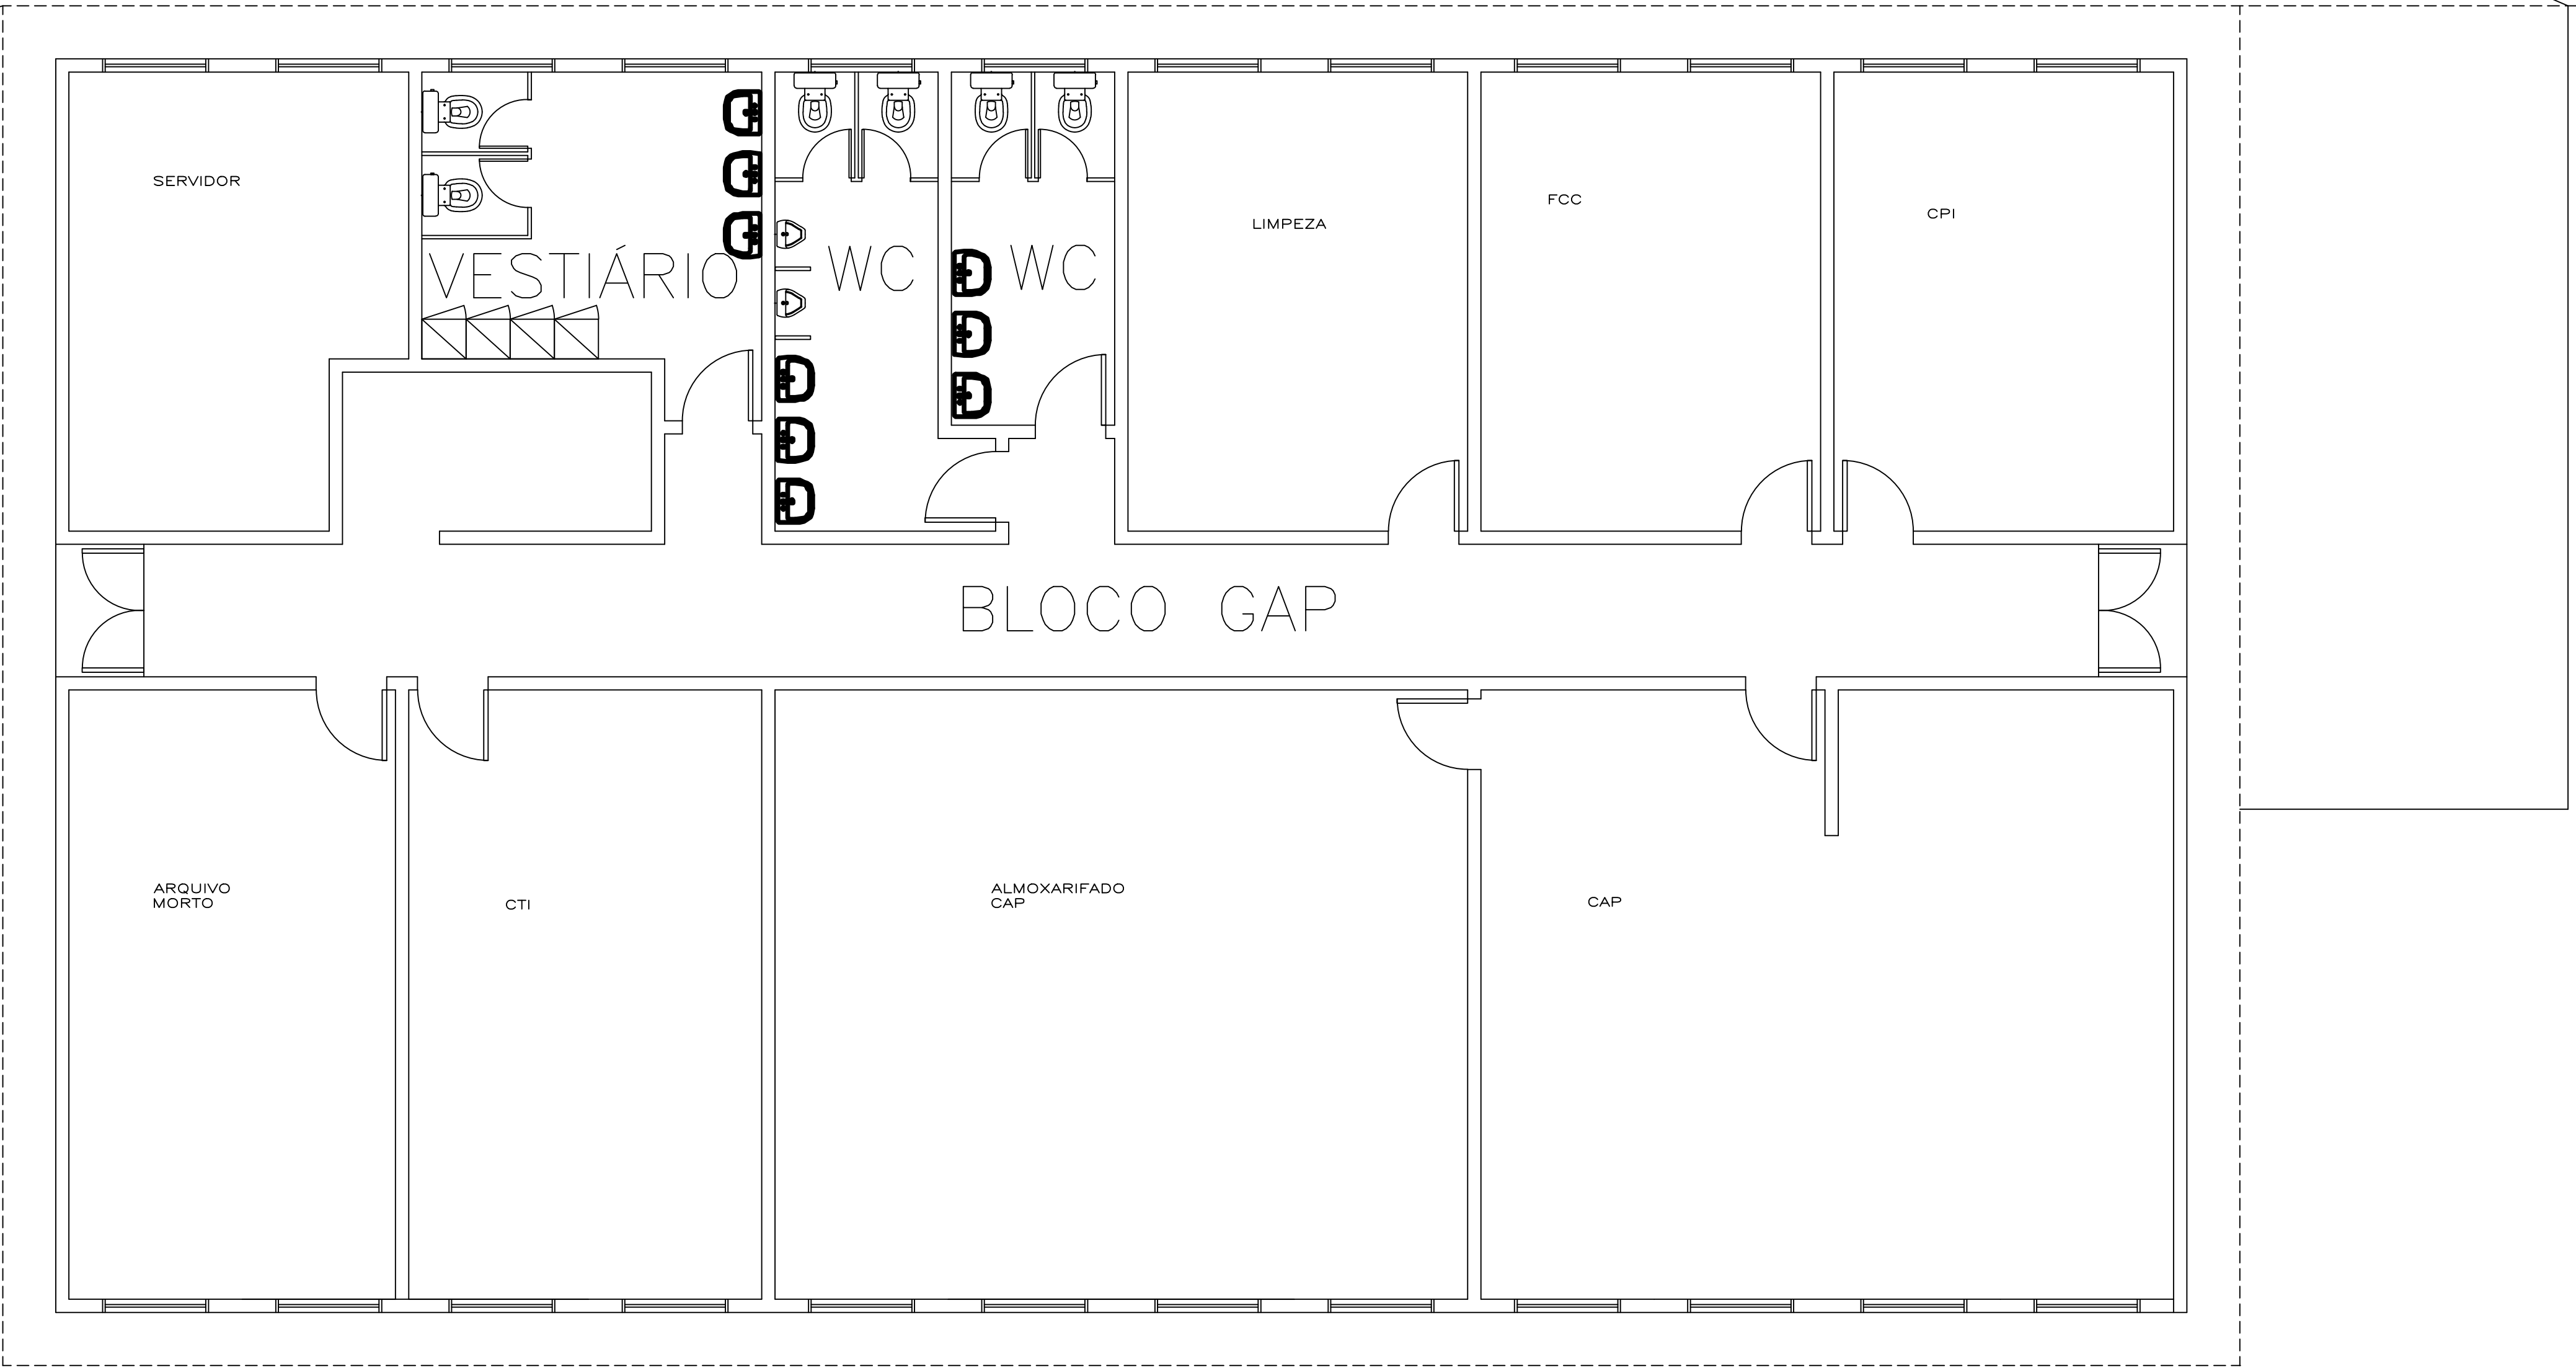 SERVIDOR
VESTIÁRIO
WC
WC
LIMPEZA
FCC
CPI
BLOCO GAP
ARQUIVO
MORTO
CTI
ALMOXARIFADO
CAP
CAP